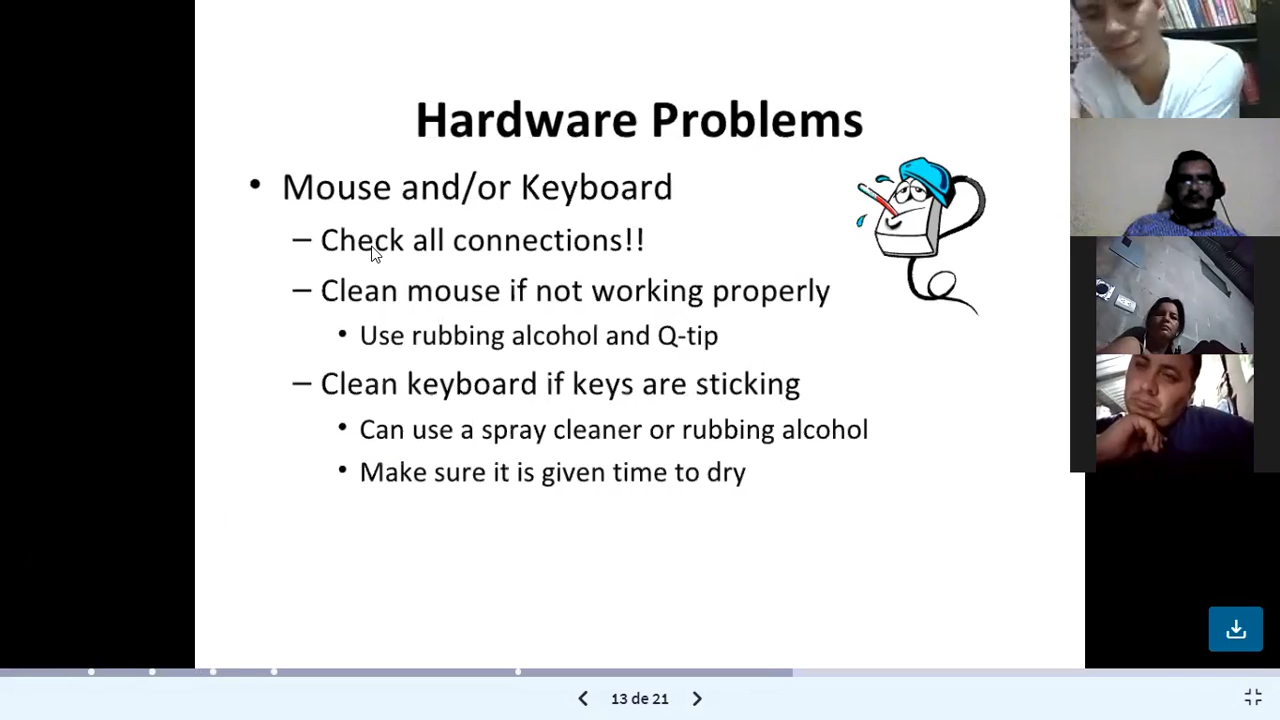 Hardware Problems
• Mouse and/or Keyboard
– Check all connections!!
– Clean mouse if not working properly
• Use rubbing alcohol and Q-tip
– Clean keyboard if keys are sticking
• Can use a spray cleaner or rubbing alcohol
• Make sure it is given time to dry
13 de 21